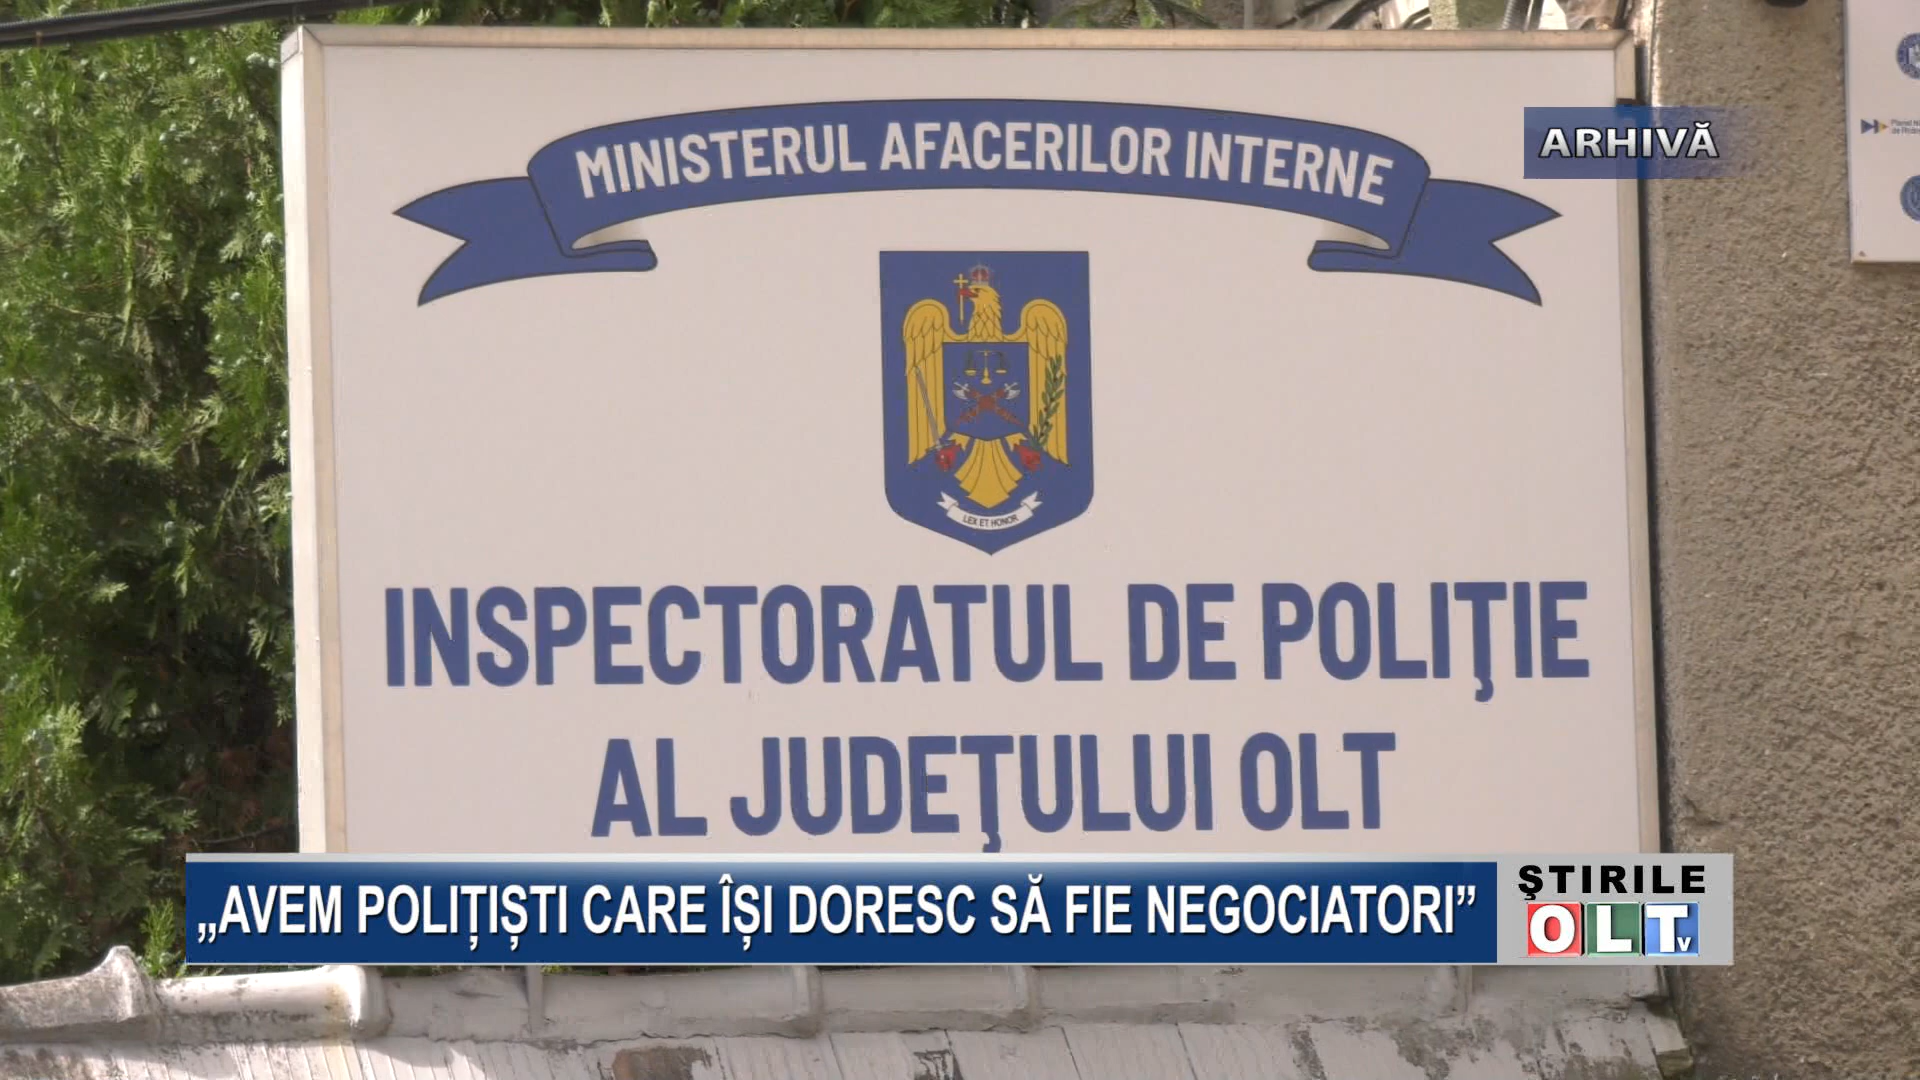 MINISTERUL AFACERILOR INTERNE
ARHIVĂ
LEX ET HONOR
INSPECTORATUL DE POLIŢIE
AL JUDEŢULUI OLT
„AVEM POLIȚIȘTI CARE ÎȘI DORESC SĂ FIE NEGOCIATORI”
ŞTIRILE
OLTV